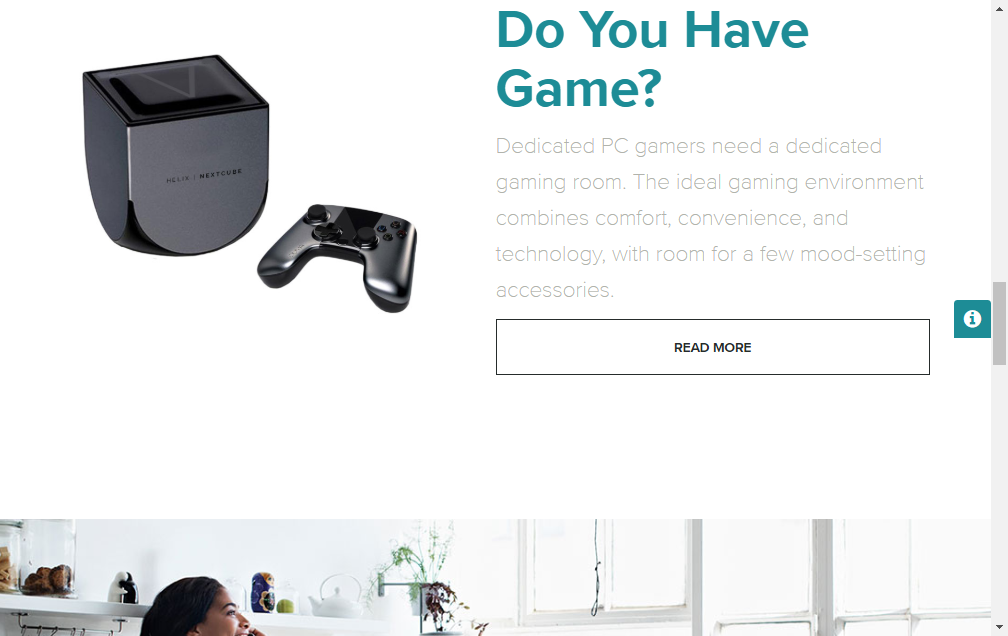 Do You Have
Game?
Dedicated PC gamers need a dedicated
gaming room. The ideal gaming environment
combines comfort, convenience, and
technology, with room for a few mood-setting
accessories.
READ MORE
HELIX | NEXTCUBE